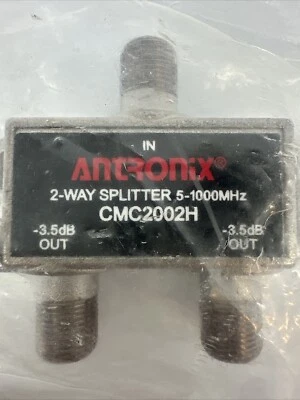 IN
ANTRONIX®
2-WAY SPLITTER 5-1000MHz
CMC2002H
-3.5dB -3.5dB
OUT OUT